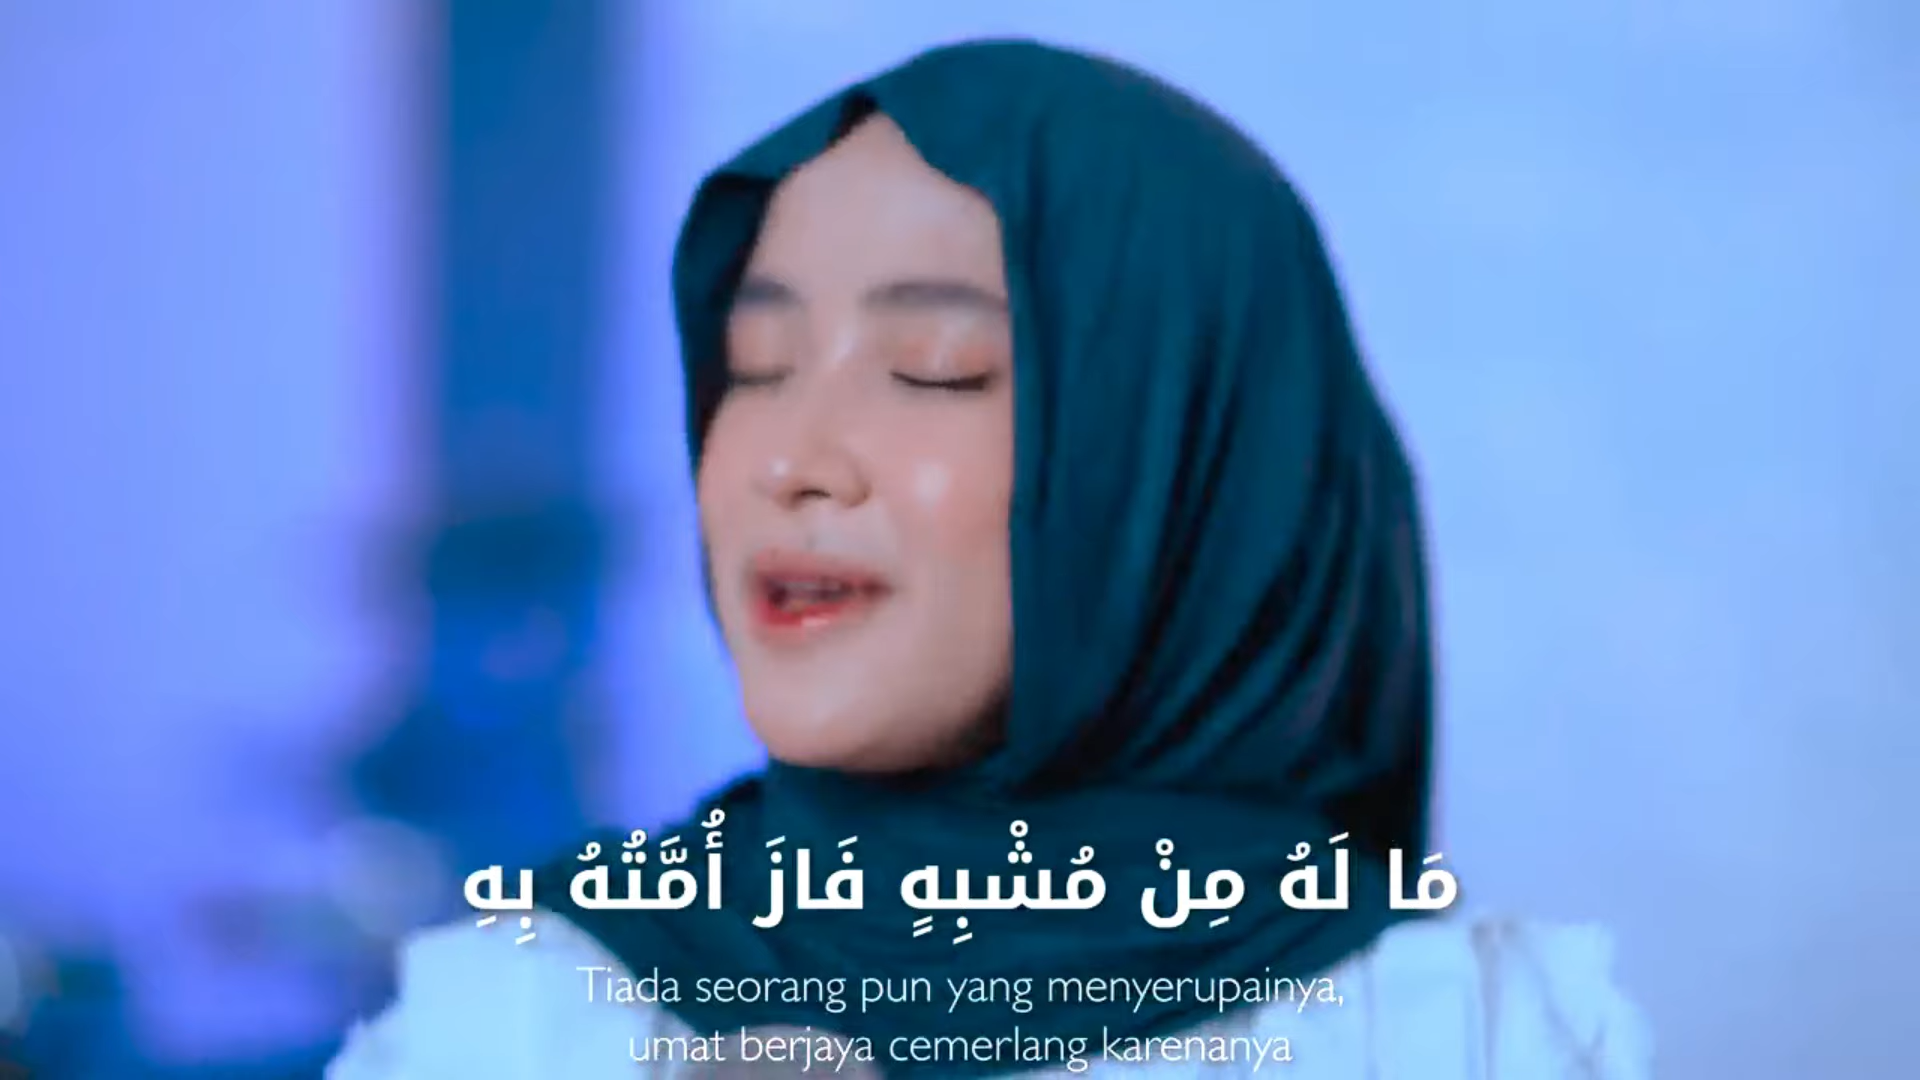 مَا لَهُ مِنْ مُشْبِهٍ فَازَ أُمَّتُهُ بِهِ
Tiada seorang pun yang menyerupainya,
umat berjaya cemerlang karenanya